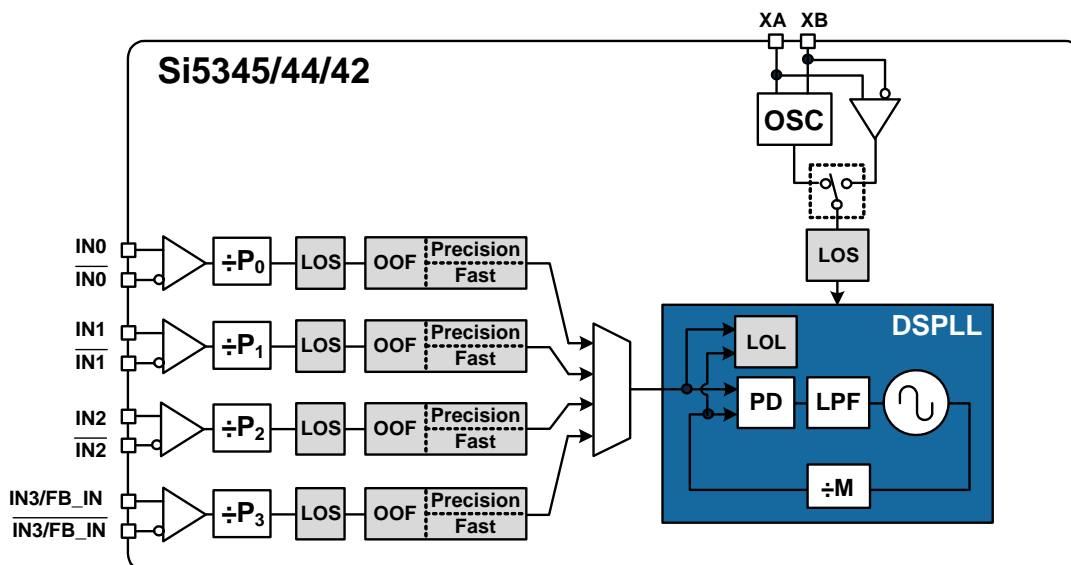 XA XB
Si5345/44/42
OSC
LOS
IN0
IN0
÷P0
LOS
OOF
Precision
Fast
IN1
IN1
÷P1
LOS
OOF
Precision
Fast
IN2
IN2
÷P2
LOS
OOF
Precision
Fast
IN3/FB_IN
IN3/FB_IN
÷P3
LOS
OOF
Precision
Fast
DSPLL
LOL
PD
LPF
÷M